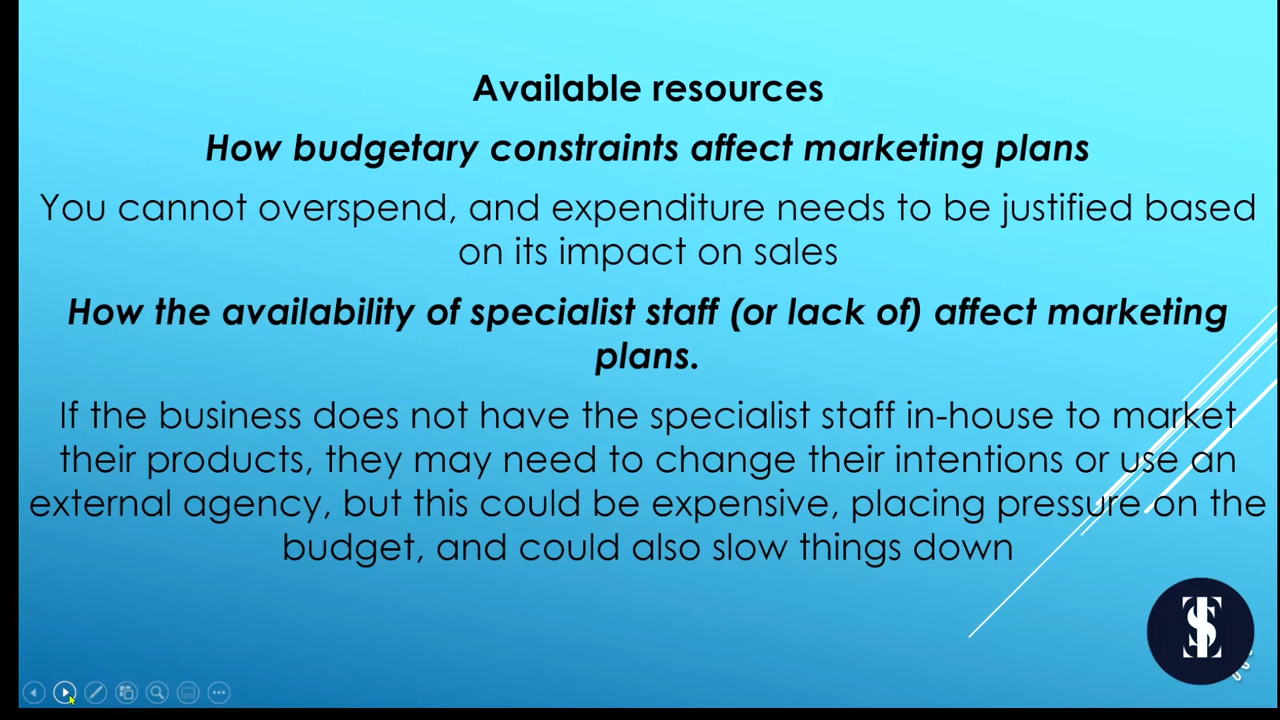 Available resources
How budgetary constraints affect marketing plans
You cannot overspend, and expenditure needs to be justified based
on its impact on sales
How the availability of specialist staff (or lack of) affect marketing
plans.
If the business does not have the specialist staff in-house to market
their products, they may need to change their intentions or use an
external agency, but this could be expensive, placing pressure on the
budget, and could also slow things down